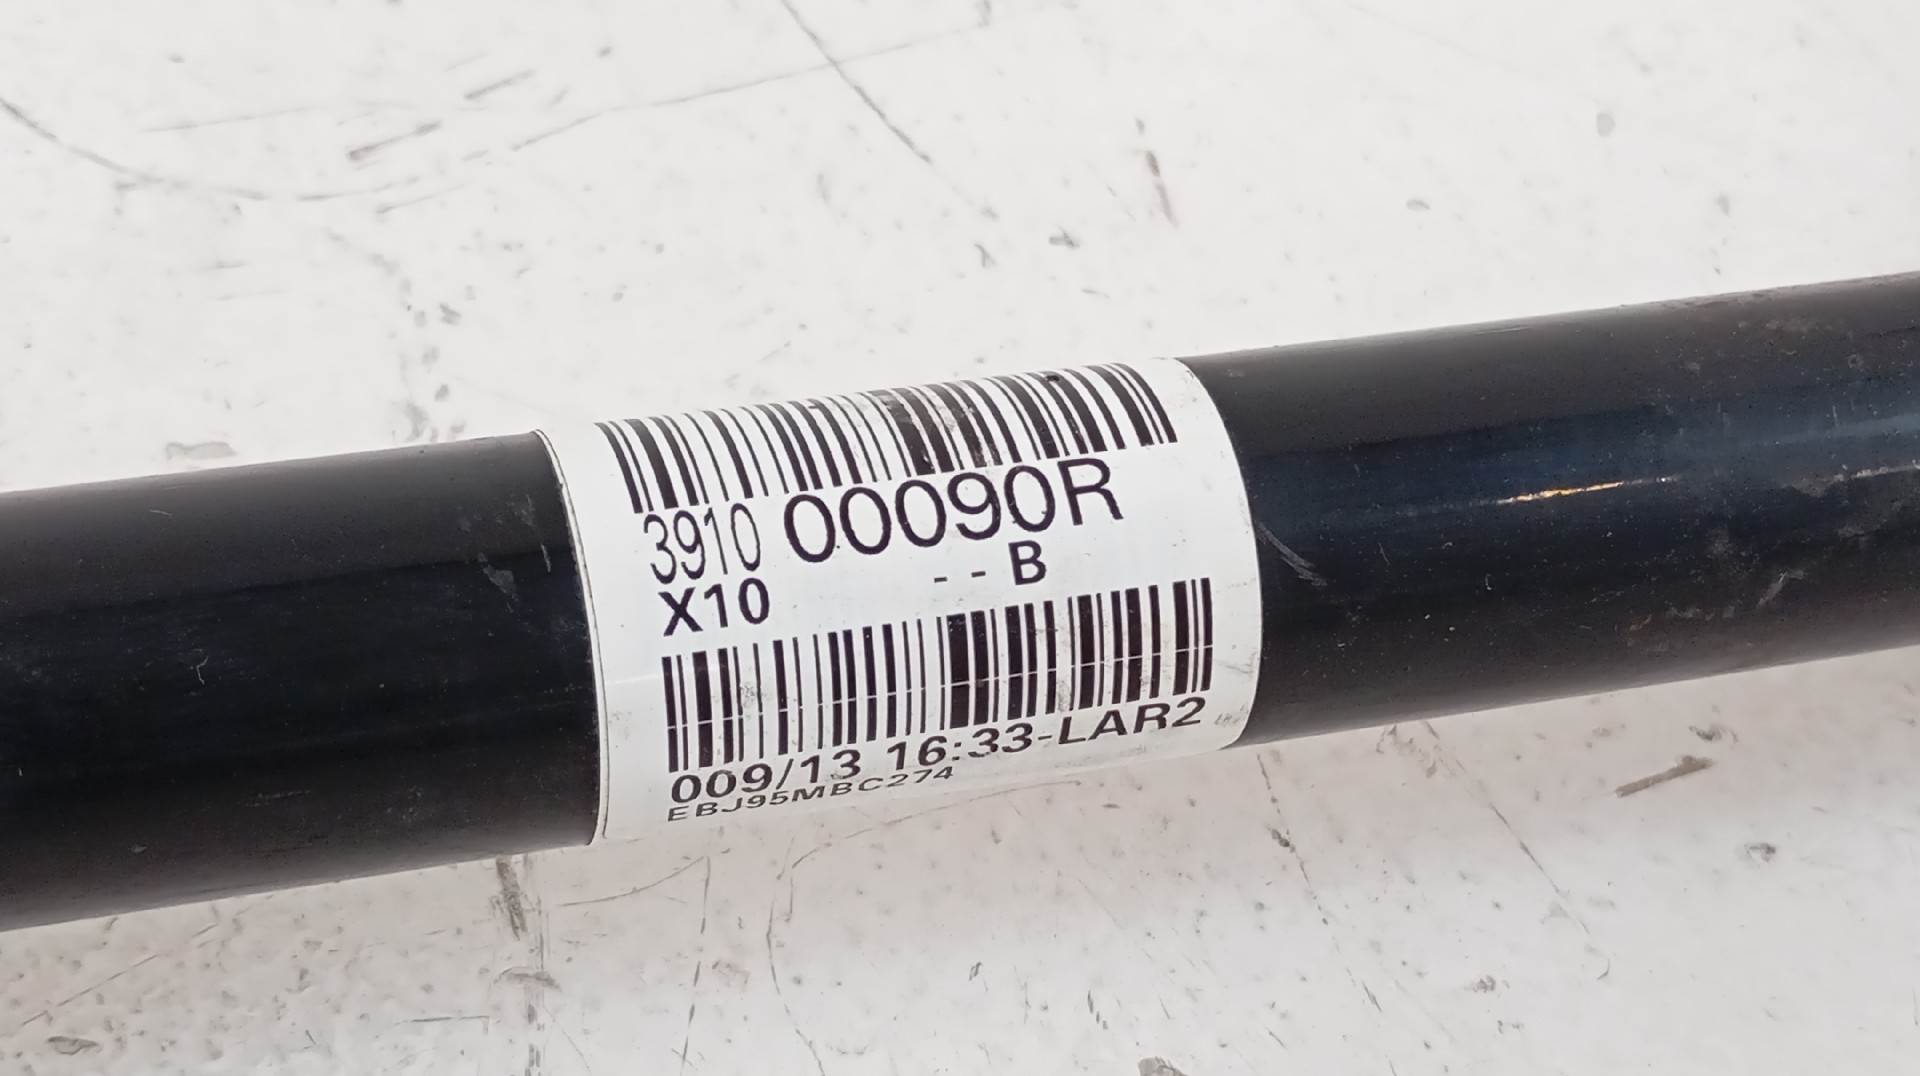 3910 00090R
X10 - - B
009/13 16:33-LAR2
EBJ95MBC274